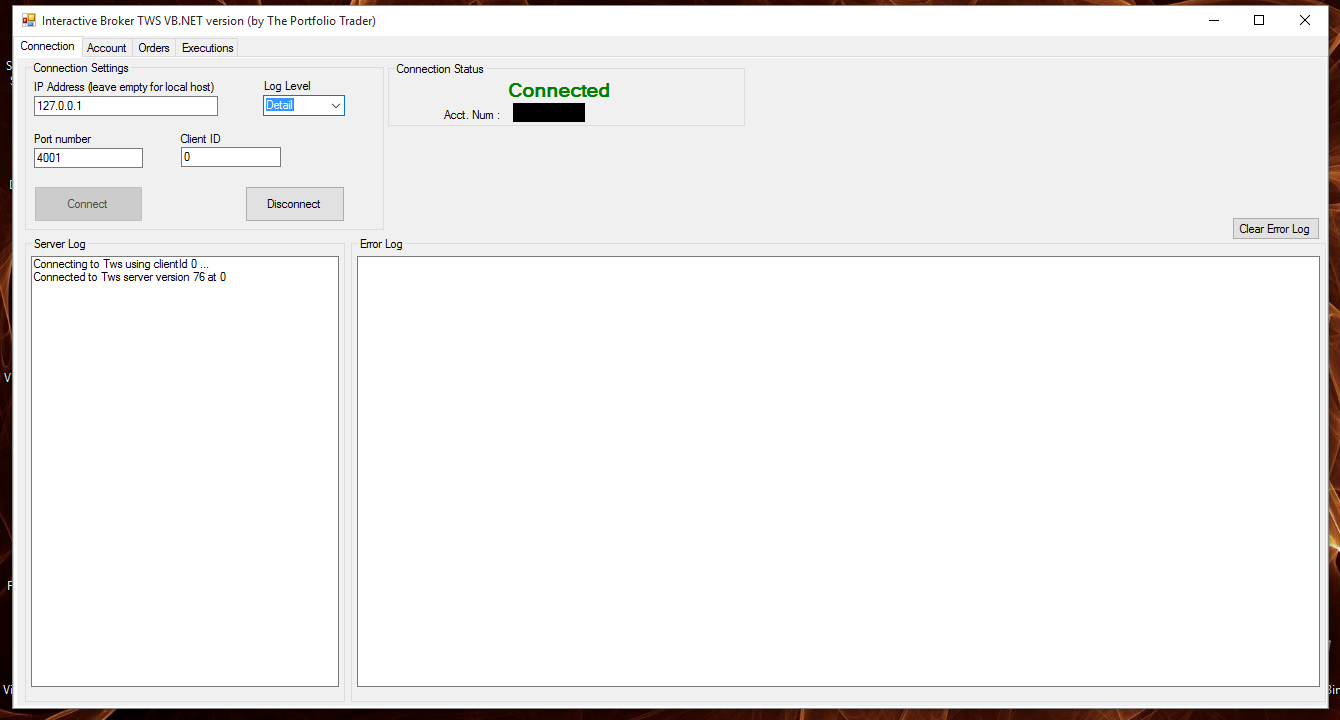 Interactive Broker TWS VB.NET version (by The Portfolio Trader)
Connection Account Orders Executions
Connection Settings
IP Address (leave empty for local host)
Log Level
127.0.0.1
Detail
Port number
Client ID
4001
0
Connect
Disconnect
Connection Status
Connected
Acct. Num :
Clear Error Log
Server Log
Connecting to Tws using clientId 0 ...
Connected to Tws server version 76 at 0
Error Log